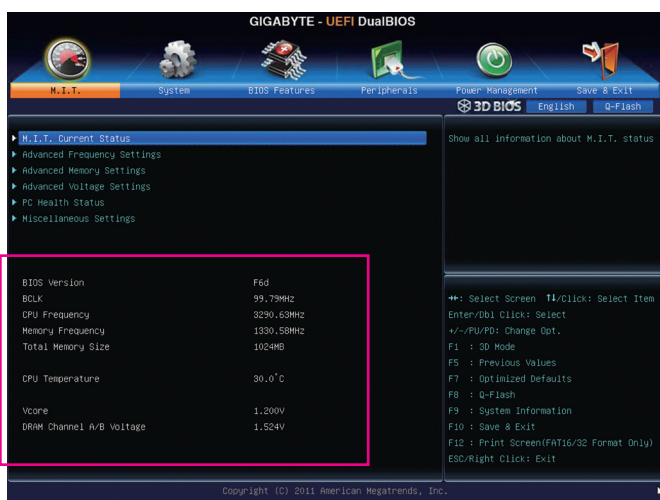 GIGABYTE - UEFI DualBIOS
M.I.T. System BIOS Features Peripherals Power Management Save & Exit
3D BIOS English Q-Flash
M.I.T. Current Status
Advanced Frequency Settings
Advanced Memory Settings
Advanced Voltage Settings
PC Health Status
Miscellaneous Settings
Show all information about M.I.T. status
BIOS Version F6d
BCLK 99.79MHz
CPU Frequency 3290.63MHz
Memory Frequency 1330.58MHz
Total Memory Size 1024MB
CPU Temperature 30.0°C
Vcore 1.200V
DRAM Channel A/B Voltage 1.524V
→←: Select Screen ↑↓/Click: Select Item
Enter/Dbl Click: Select
+/-/PU/PD: Change Opt.
F1 : 3D Mode
F5 : Previous Values
F7 : Optimized Defaults
F8 : Q-Flash
F9 : System Information
F10 : Save & Exit
F12 : Print Screen(FAT16/32 Format Only)
ESC/Right Click: Exit
Copyright (C) 2011 American Megatrends, Inc.